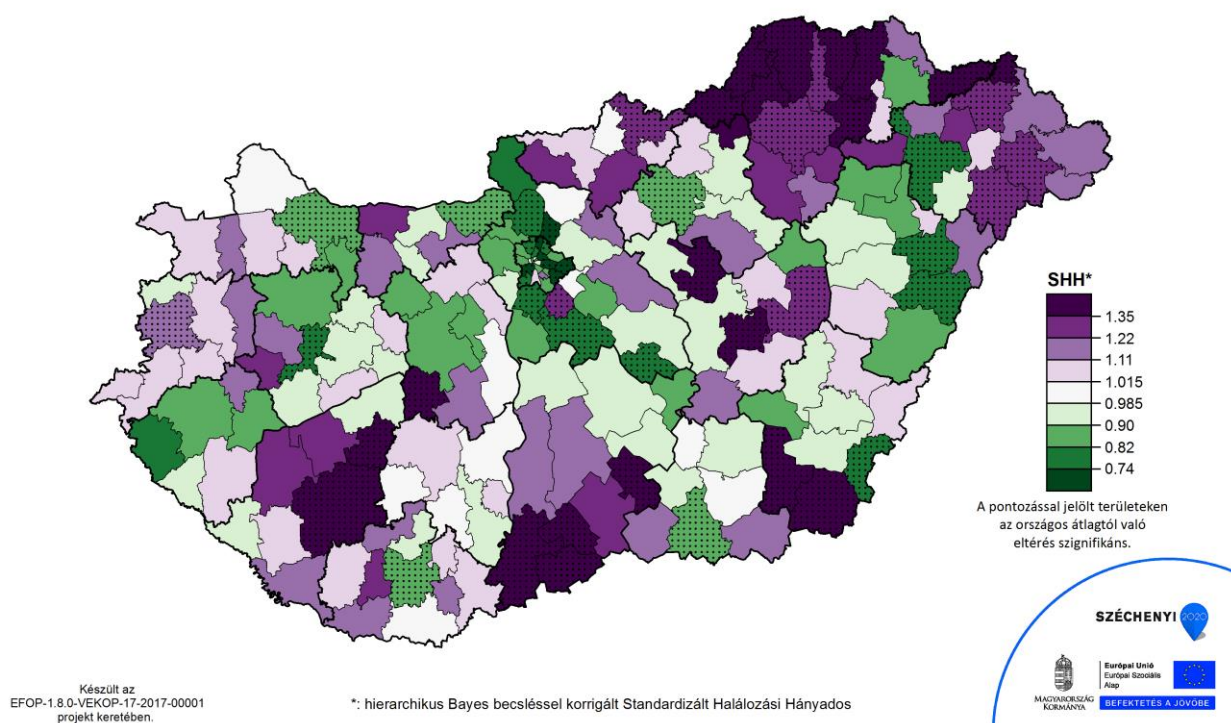 SHH*
1.35
1.22
1.11
1.015
0.985
0.90
0.82
0.74
A pontozással jelölt területeken
az országos átlagtól való
eltérés szignifikáns.
SZÉCHENYI 2020
MAGYARORSZÁG
KORMÁNYA
Európai Unió
Európai Szociális
Alap
BEFEKTETÉS A JÖVŐBE
Készült az
EFOP-1.8.0-VEKOP-17-2017-00001
projekt keretében.
*: hierarchikus Bayes becsléssel korrigált Standardizált Halálozási Hányados